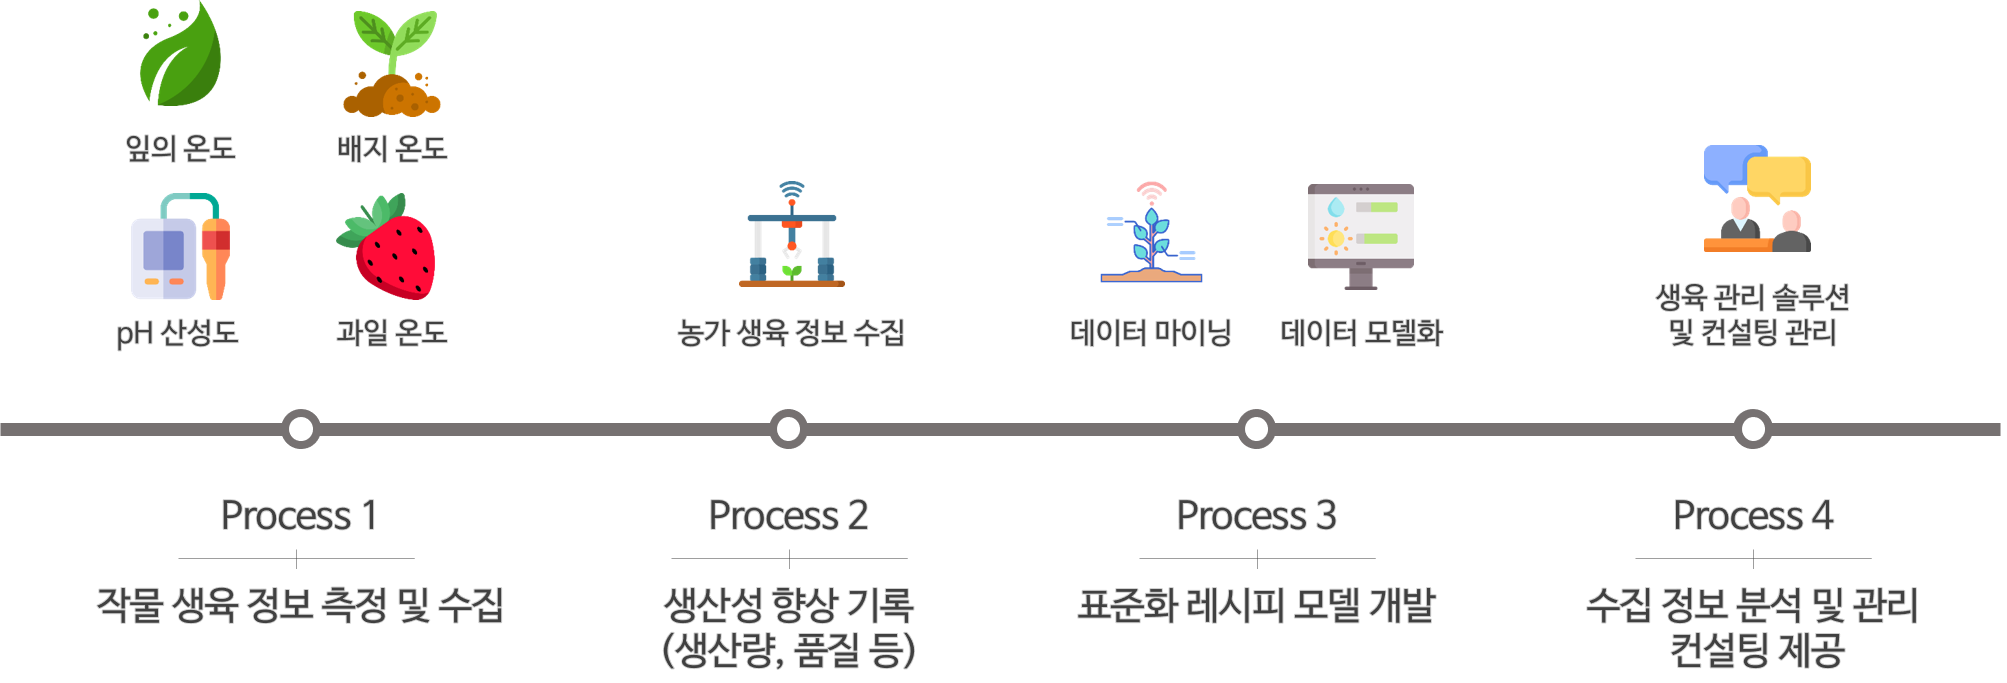 잎의 온도
배지 온도
pH 산성도
과일 온도
농가 생육 정보 수집
데이터 마이닝
데이터 모델화
생육 관리 솔루션
및 컨설팅 관리
Process 1
작물 생육 정보 측정 및 수집
Process 2
생산성 향상 기록
(생산량, 품질 등)
Process 3
표준화 레시피 모델 개발
Process 4
수집 정보 분석 및 관리
컨설팅 제공